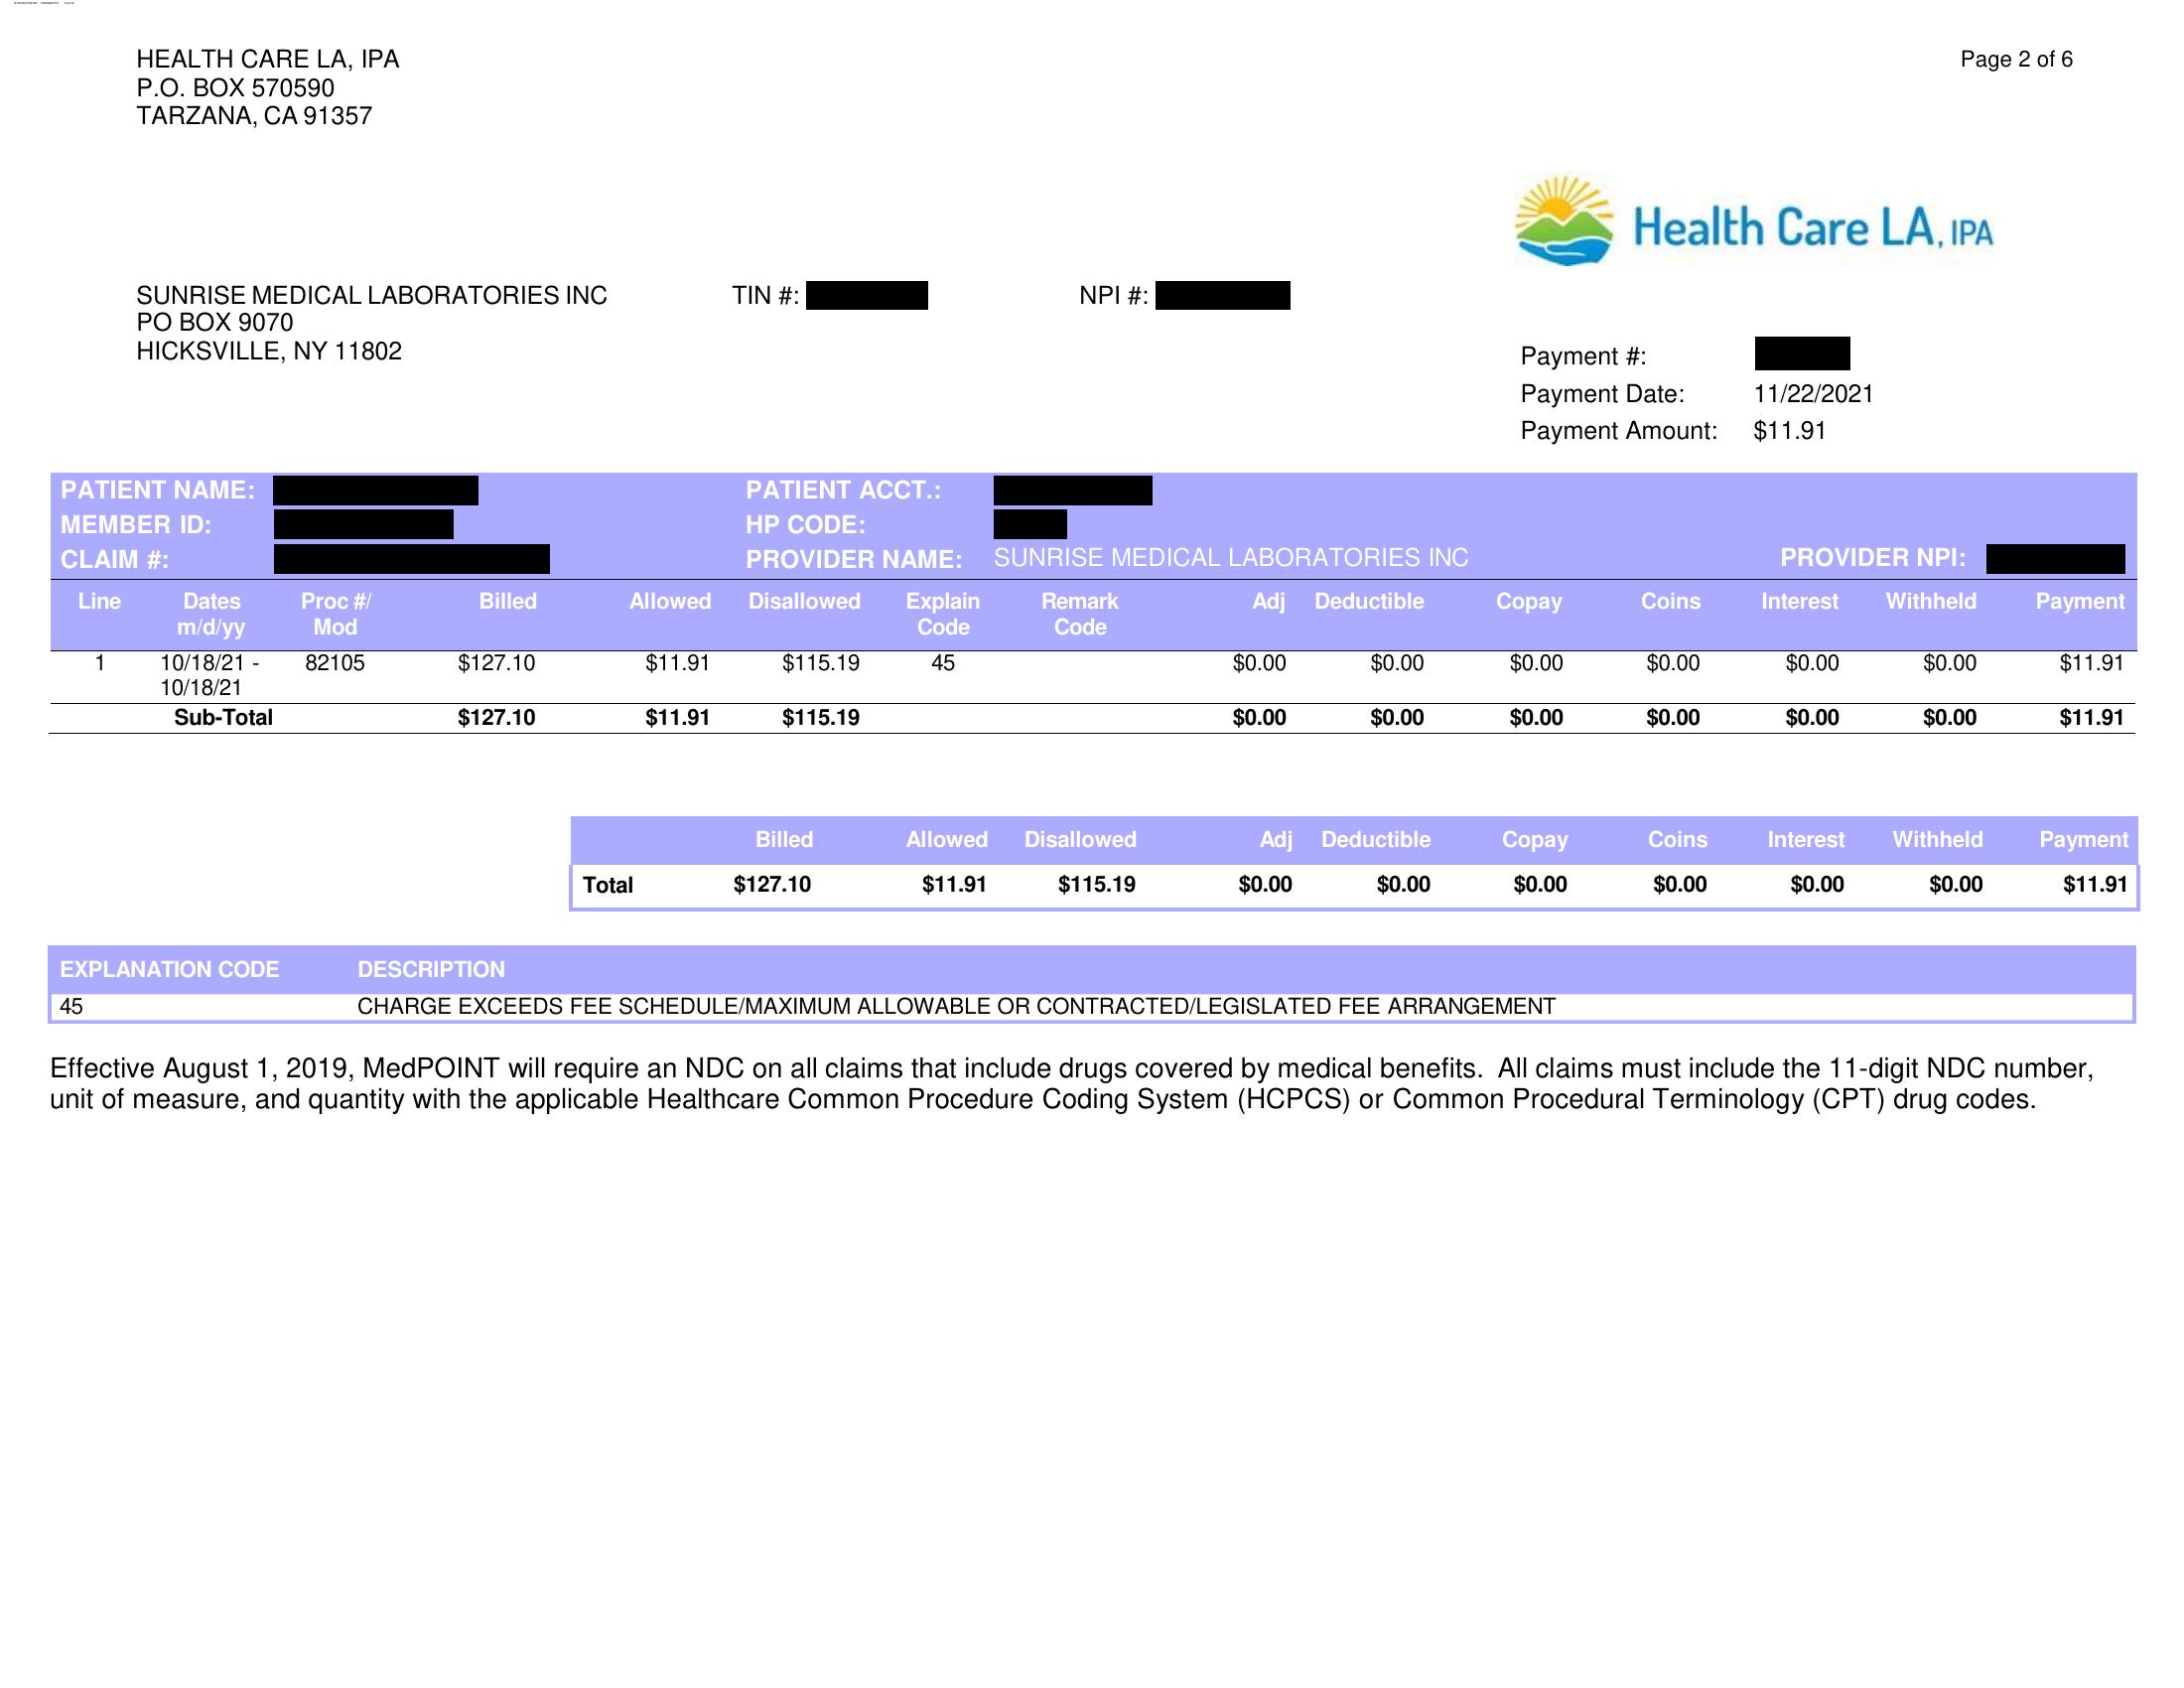 HEALTH CARE LA, IPA
P.O. BOX 570590
TARZANA, CA 91357
Page 2 of 6
Health Care LA, IPA
SUNRISE MEDICAL LABORATORIES INC TIN #: NPI #:
PO BOX 9070
HICKSVILLE, NY 11802
Payment #:
Payment Date: 11/22/2021
Payment Amount: $11.91
PATIENT NAME: PATIENT ACCT.:
MEMBER ID: HP CODE:
CLAIM #: PROVIDER NAME: SUNRISE MEDICAL LABORATORIES INC PROVIDER NPI:
Line Dates Proc #/ Billed Allowed Disallowed Explain Remark Adj Deductible Copay Coins Interest Withheld Payment
m/d/yy Mod Code Code
1 10/18/21 - 82105 $127.10 $11.91 $115.19 45 $0.00 $0.00 $0.00 $0.00 $0.00 $0.00 $11.91
10/18/21
Sub-Total $127.10 $11.91 $115.19 $0.00 $0.00 $0.00 $0.00 $0.00 $0.00 $11.91
Billed Allowed Disallowed Adj Deductible Copay Coins Interest Withheld Payment
Total $127.10 $11.91 $115.19 $0.00 $0.00 $0.00 $0.00 $0.00 $0.00 $11.91
EXPLANATION CODE DESCRIPTION
45 CHARGE EXCEEDS FEE SCHEDULE/MAXIMUM ALLOWABLE OR CONTRACTED/LEGISLATED FEE ARRANGEMENT
Effective August 1, 2019, MedPOINT will require an NDC on all claims that include drugs covered by medical benefits.  All claims must include the 11-digit NDC number,
unit of measure, and quantity with the applicable Healthcare Common Procedure Coding System (HCPCS) or Common Procedural Terminology (CPT) drug codes.